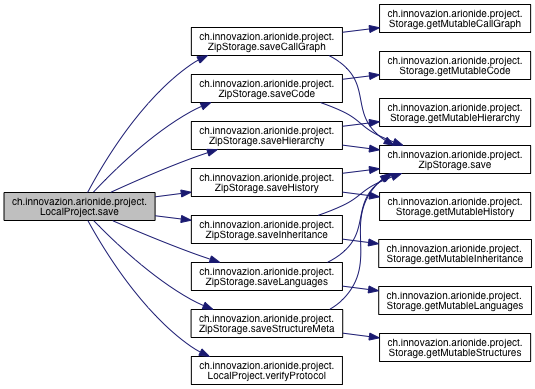 ch.innovazion.arionide.project.
LocalProject.save
ch.innovazion.arionide.project.
ZipStorage.saveCallGraph
ch.innovazion.arionide.project.
ZipStorage.saveCode
ch.innovazion.arionide.project.
ZipStorage.saveHierarchy
ch.innovazion.arionide.project.
ZipStorage.saveHistory
ch.innovazion.arionide.project.
ZipStorage.saveInheritance
ch.innovazion.arionide.project.
ZipStorage.saveLanguages
ch.innovazion.arionide.project.
ZipStorage.saveStructureMeta
ch.innovazion.arionide.project.
LocalProject.verifyProtocol
ch.innovazion.arionide.project.
Storage.getMutableCallGraph
ch.innovazion.arionide.project.
Storage.getMutableCode
ch.innovazion.arionide.project.
Storage.getMutableHierarchy
ch.innovazion.arionide.project.
ZipStorage.save
ch.innovazion.arionide.project.
Storage.getMutableHistory
ch.innovazion.arionide.project.
Storage.getMutableInheritance
ch.innovazion.arionide.project.
Storage.getMutableLanguages
ch.innovazion.arionide.project.
Storage.getMutableStructures